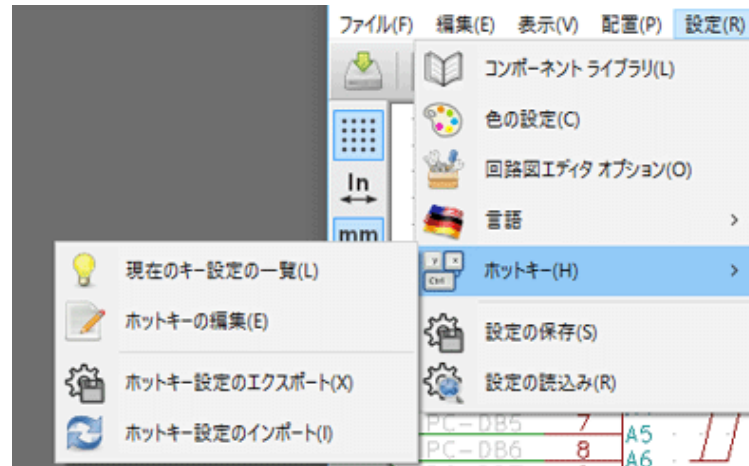 ファイル(F) 編集(E) 表示(V) 配置(P) 設定(R)
コンポーネント ライブラリ(L)
色の設定(C)
回路図エディタ オプション(O)
In
言語
mm
ホットキー(H)
y x
Ctrl
現在のキー設定の一覧(L)
ホットキーの編集(E)
設定の保存(S)
ホットキー設定のエクスポート(X)
設定の読込み(R)
ホットキー設定のインポート(I)
PC-DB5 7 A5
PC-DB6 8 A6